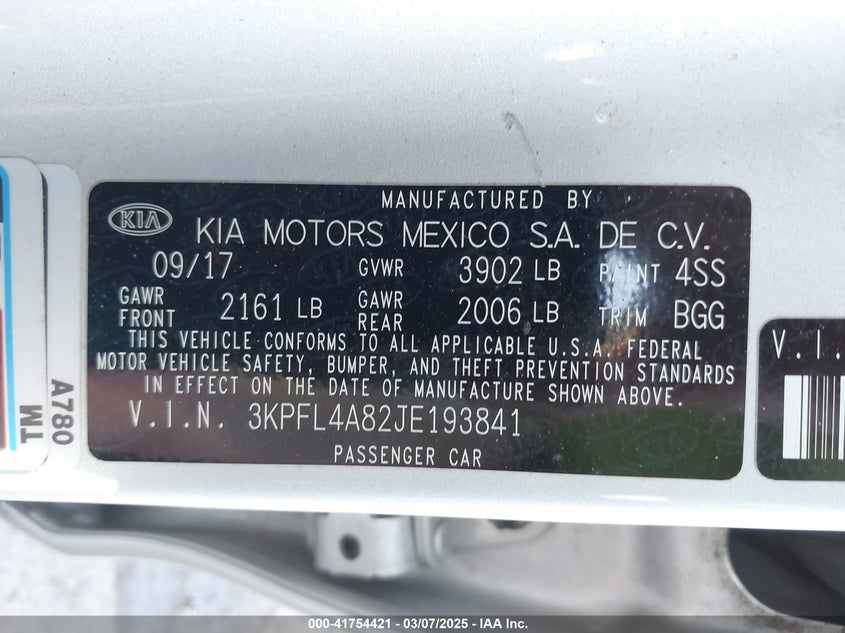 MANUFACTURED BY
KIA KIA MOTORS MEXICO S.A. DE C.V.
09/17 GVWR 3902 LB PAINT 4SS
GAWR FRONT 2161 LB GAWR REAR 2006 LB TRIM BGG
THIS VEHICLE CONFORMS TO ALL APPLICABLE U.S.A. FEDERAL
MOTOR VEHICLE SAFETY, BUMPER, AND THEFT PREVENTION STANDARDS
IN EFFECT ON THE DATE OF MANUFACTURE SHOWN ABOVE.
V.I.N. 3KPFL4A82JE193841
PASSENGER CAR
A780
TM
V.I.
000-41754421 - 03/07/2025 - IAA Inc.